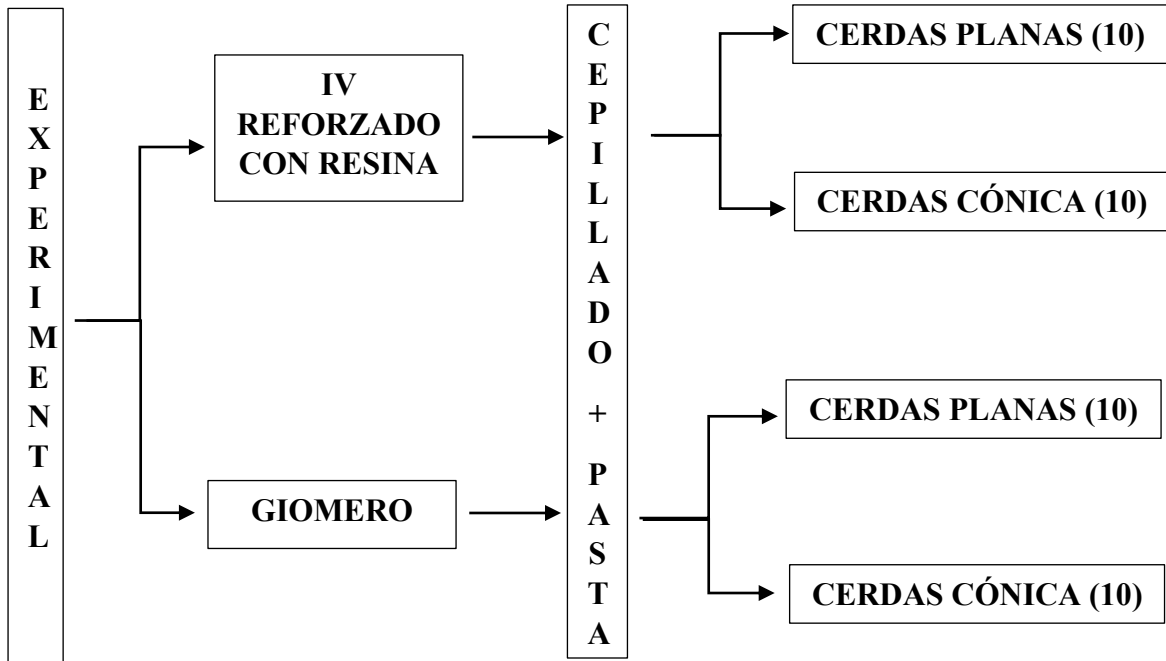 EXPERIMENTAL
IV
REFORZADO
CON RESINA
GIOMERO
CEPILLADO + PASTA
CERDAS PLANAS (10)
CERDAS CÓNICA (10)
CERDAS PLANAS (10)
CERDAS CÓNICA (10)